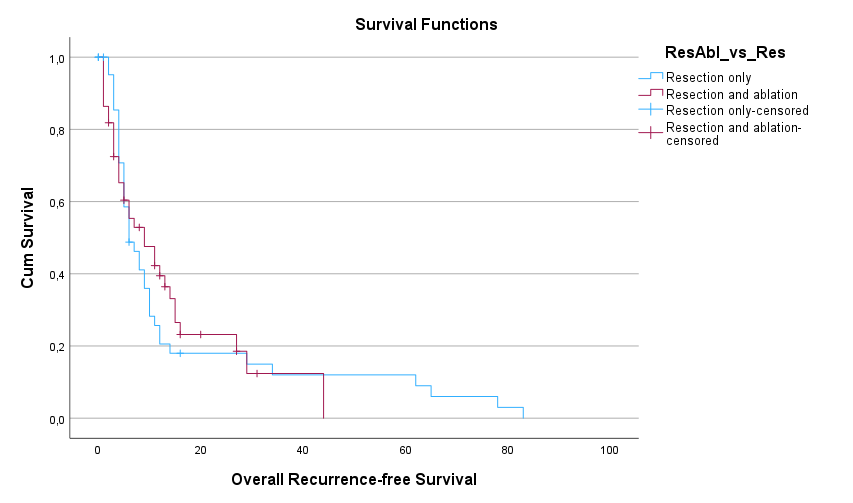 Survival Functions
ResAbl_vs_Res
Resection only
Resection and ablation
Resection only-censored
Resection and ablation-
censored
Cum Survival
1,0
0,8
0,6
0,4
0,2
0,0
0 20 40 60 80 100
Overall Recurrence-free Survival